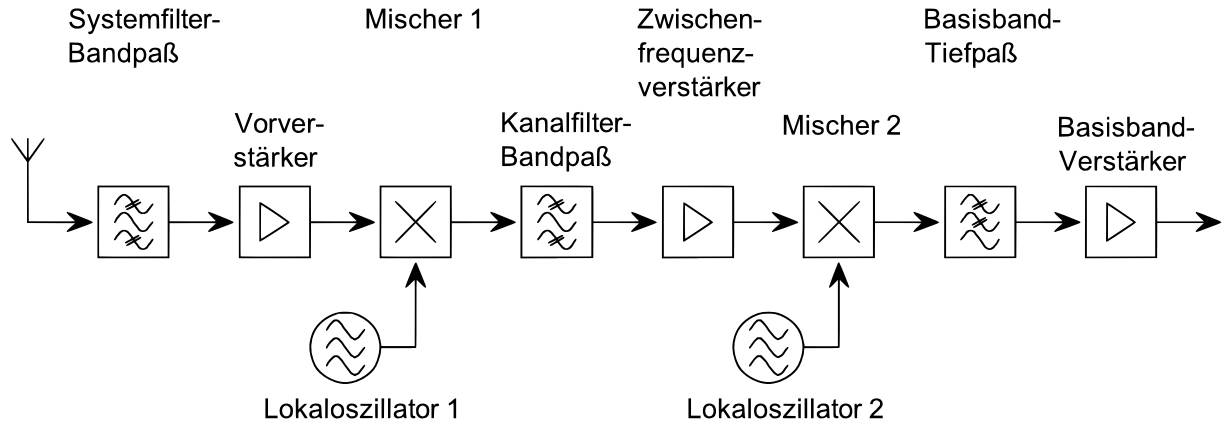 Systemfilter-
Bandpaß
Vorver-
stärker
Mischer 1
Kanalfilter-
Bandpaß
Zwischen-
frequenz-
verstärker
Mischer 2
Basisband-
Tiefpaß
Basisband-
Verstärker
Lokaloszillator 1
Lokaloszillator 2